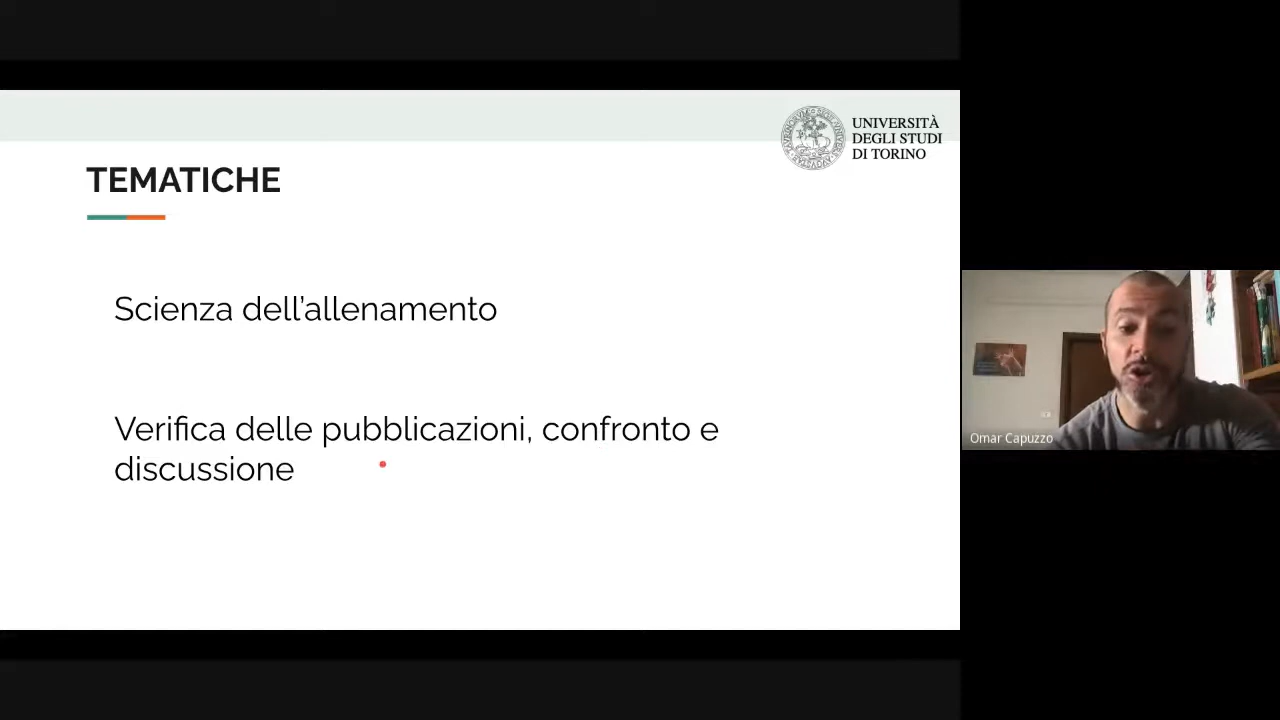 UNIVERSITÀ
DEGLI STUDI
DI TORINO
TEMATICHE
Scienza dell'allenamento
Verifica delle pubblicazioni, confronto e
discussione
Omar Capuzzo